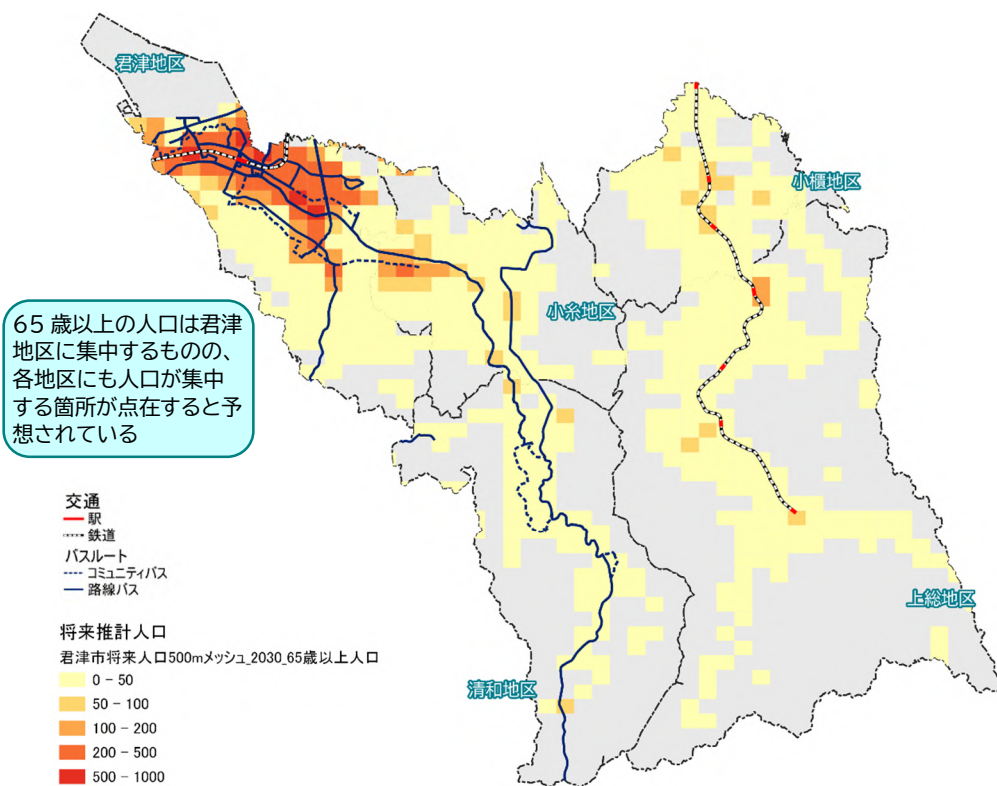 君津地区
小櫃地区
小糸地区
65 歳以上の人口は君津
地区に集中するものの、
各地区にも人口が集中
する箇所が点在すると予
想されている
交通
駅
鉄道
バスルート
コミュニティバス
路線バス
上総地区
将来推計人口
君津市将来人口500mメッシュ_2030_65歳以上人口
清和地区
0 - 50
50 - 100
100 - 200
200 - 500
500 - 1000